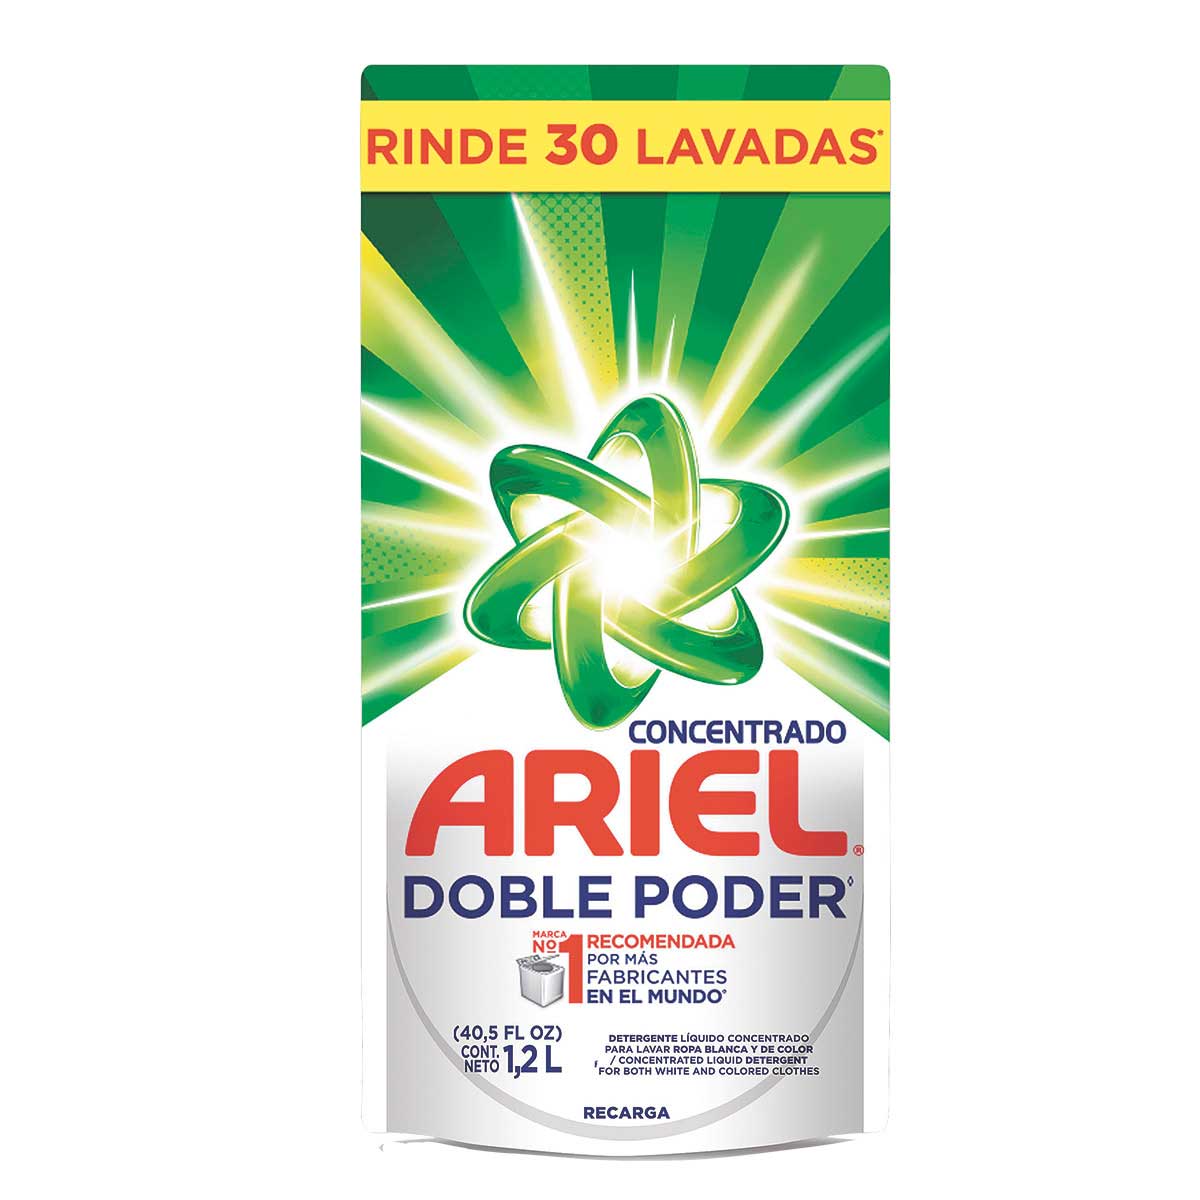 RINDE 30 LAVADAS*
CONCENTRADO
ARIEL®
DOBLE PODER◊
MARCA
Nº1
RECOMENDADA
POR MÁS
FABRICANTES
EN EL MUNDO°
(40,5 FL OZ)
CONT.
NETO 1,2 L
DETERGENTE LÍQUIDO CONCENTRADO
PARA LAVAR ROPA BLANCA Y DE COLOR
/ CONCENTRATED LIQUID DETERGENT
FOR BOTH WHITE AND COLORED CLOTHES
RECARGA